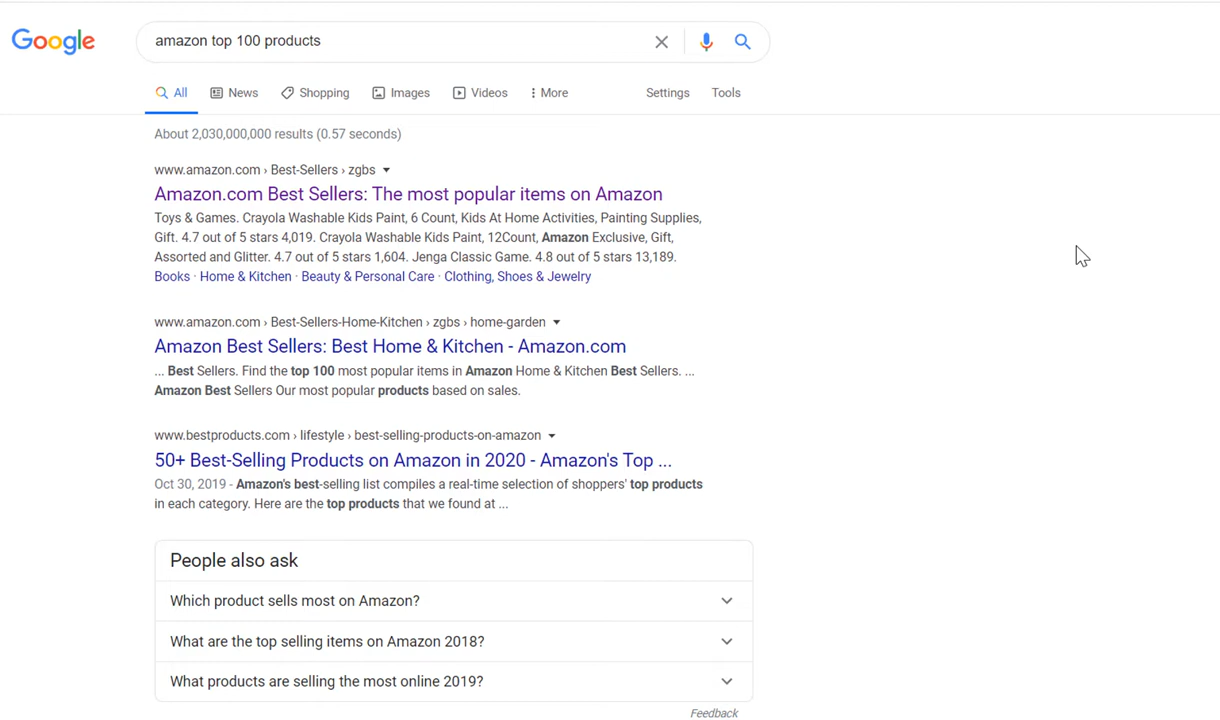 Google
amazon top 100 products
All News Shopping Images Videos More Settings Tools
About 2,030,000,000 results (0.57 seconds)
www.amazon.com › Best-Sellers › zgbs
Amazon.com Best Sellers: The most popular items on Amazon
Toys & Games. Crayola Washable Kids Paint, 6 Count, Kids At Home Activities, Painting Supplies,
Gift. 4.7 out of 5 stars 4,019. Crayola Washable Kids Paint, 12Count, Amazon Exclusive, Gift,
Assorted and Glitter. 4.7 out of 5 stars 1,604. Jenga Classic Game. 4.8 out of 5 stars 13,189.
Books · Home & Kitchen · Beauty & Personal Care · Clothing, Shoes & Jewelry
www.amazon.com › Best-Sellers-Home-Kitchen › zgbs › home-garden
Amazon Best Sellers: Best Home & Kitchen - Amazon.com
... Best Sellers. Find the top 100 most popular items in Amazon Home & Kitchen Best Sellers. ...
Amazon Best Sellers Our most popular products based on sales.
www.bestproducts.com › lifestyle › best-selling-products-on-amazon
50+ Best-Selling Products on Amazon in 2020 - Amazon's Top ...
Oct 30, 2019 - Amazon's best-selling list compiles a real-time selection of shoppers' top products
in each category. Here are the top products that we found at ...
People also ask
Which product sells most on Amazon?
What are the top selling items on Amazon 2018?
What products are selling the most online 2019?
Feedback